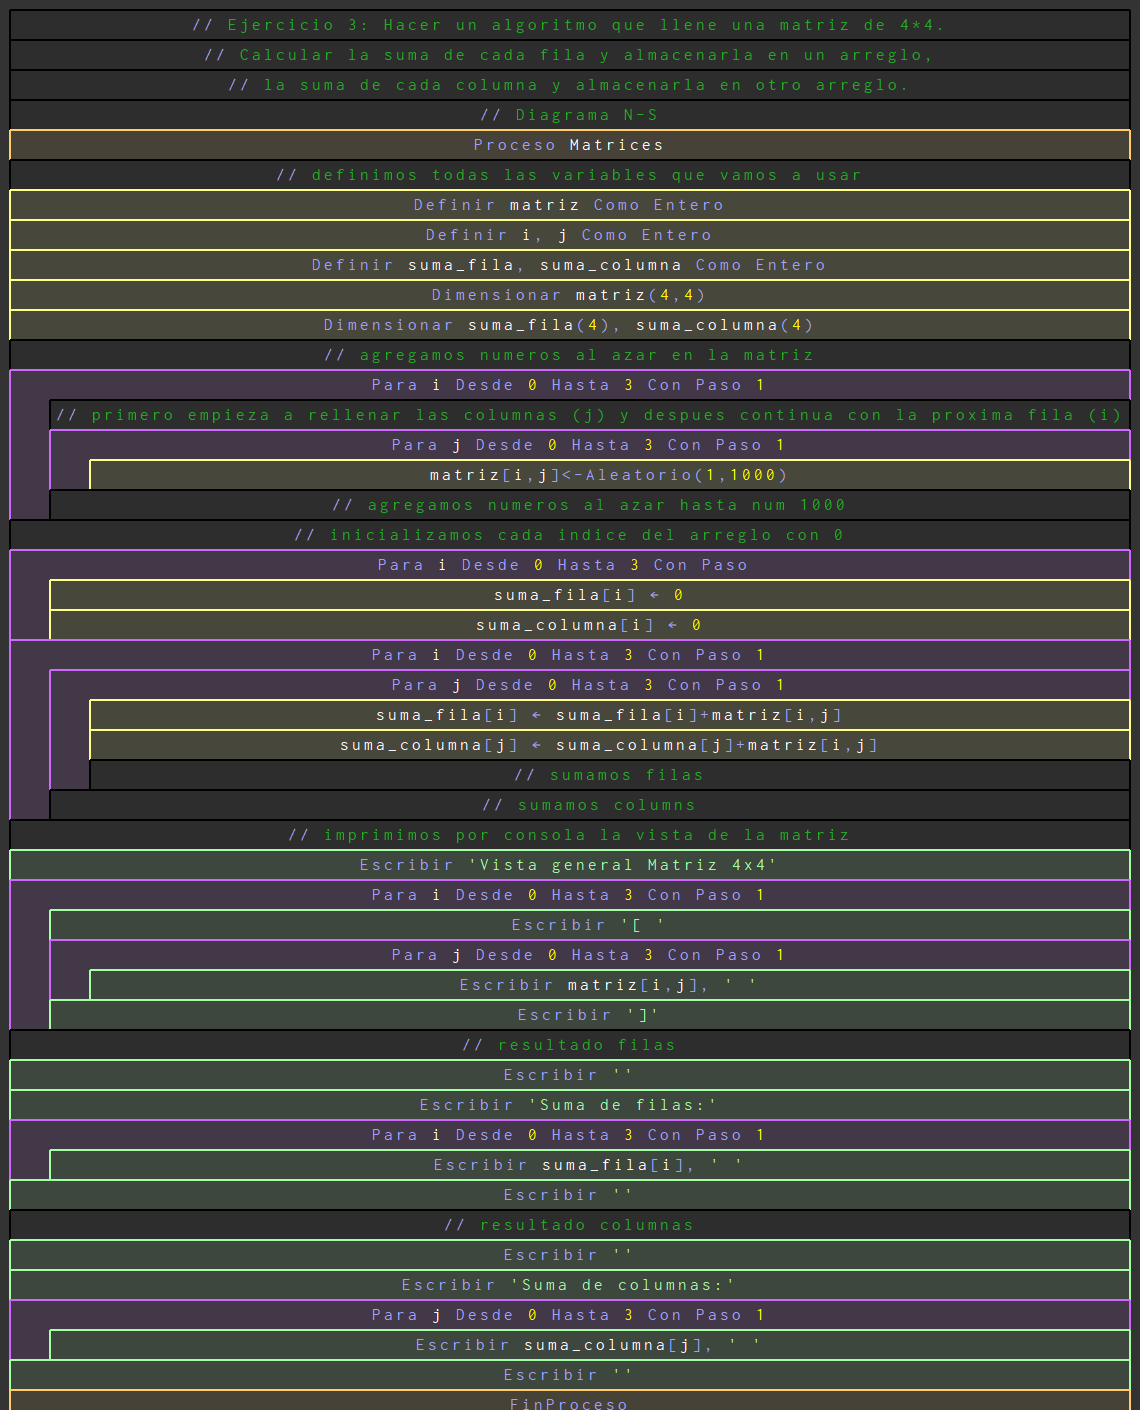 // Ejercicio 3: Hacer un algoritmo que llene una matriz de 4*4.
// Calcular la suma de cada fila y almacenarla en un arreglo,
// la suma de cada columna y almacenarla en otro arreglo.
// Diagrama N-S
Proceso Matrices
// definimos todas las variables que vamos a usar
Definir matriz Como Entero
Definir i, j Como Entero
Definir suma_fila, suma_columna Como Entero
Dimensionar matriz(4,4)
Dimensionar suma_fila(4), suma_columna(4)
// agregamos numeros al azar en la matriz
Para i Desde 0 Hasta 3 Con Paso 1
// primero empieza a rellenar las columnas (j) y despues continua con la proxima fila (i)
Para j Desde 0 Hasta 3 Con Paso 1
matriz[i,j]<-Aleatorio(1,1000)
// agregamos numeros al azar hasta num 1000
// inicializamos cada indice del arreglo con 0
Para i Desde 0 Hasta 3 Con Paso
suma_fila[i] ← 0
suma_columna[i] ← 0
Para i Desde 0 Hasta 3 Con Paso 1
Para j Desde 0 Hasta 3 Con Paso 1
suma_fila[i] ← suma_fila[i]+matriz[i,j]
suma_columna[j] ← suma_columna[j]+matriz[i,j]
// sumamos filas
// sumamos columns
// imprimimos por consola la vista de la matriz
Escribir 'Vista general Matriz 4x4'
Para i Desde 0 Hasta 3 Con Paso 1
Escribir '[ '
Para j Desde 0 Hasta 3 Con Paso 1
Escribir matriz[i,j], ' '
Escribir ']'
// resultado filas
Escribir ''
Escribir 'Suma de filas:'
Para i Desde 0 Hasta 3 Con Paso 1
Escribir suma_fila[i], ' '
Escribir ''
// resultado columnas
Escribir ''
Escribir 'Suma de columnas:'
Para j Desde 0 Hasta 3 Con Paso 1
Escribir suma_columna[j], ' '
Escribir ''
FinProceso